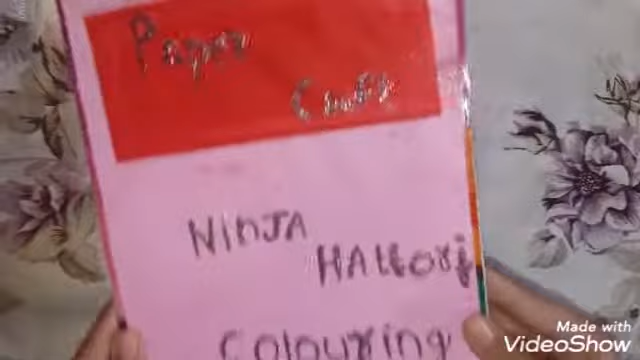 Paper
Craft
NINJA
HAttori
Colouring
Made with
VideoShow